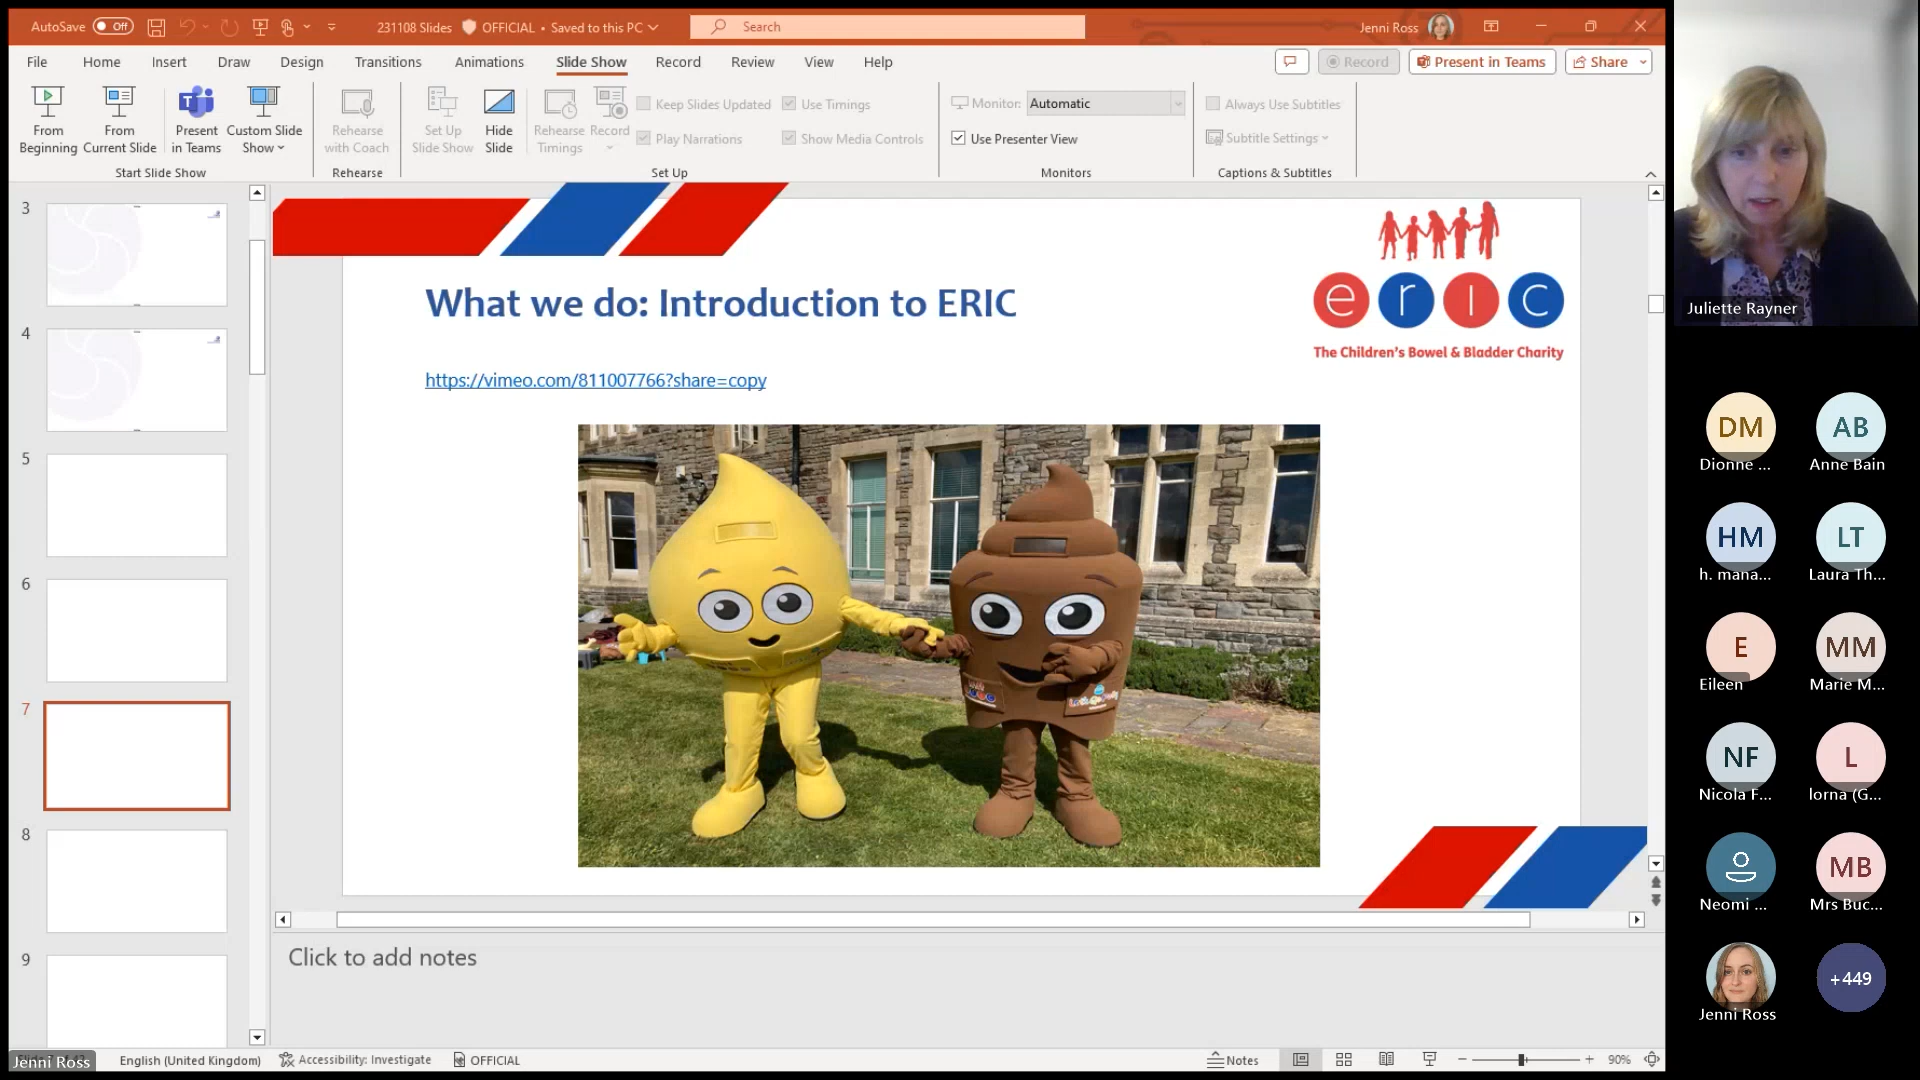 AutoSave Off
231108 Slides OFFICIAL • Saved to this PC
Search
Jenni Ross
File Home Insert Draw Design Transitions Animations Slide Show Record Review View Help
Record
Present in Teams
Share
From Beginning
From Current Slide
Present in Teams
Custom Slide Show
Start Slide Show
Rehearse with Coach
Rehearse
Set Up Slide Show
Hide Slide
Rehearse Timings
Record
Keep Slides Updated
Use Timings
Play Narrations
Show Media Controls
Set Up
Monitor: Automatic
Use Presenter View
Monitors
Always Use Subtitles
Subtitle Settings
Captions & Subtitles
3
4
5
6
7
8
9
What we do: Introduction to ERIC
https://vimeo.com/811007766?share=copy
eric
The Children's Bowel & Bladder Charity
Click to add notes
Jenni Ross
English (United Kingdom)
Accessibility: Investigate
OFFICIAL
Notes
90%
Juliette Rayner
DM
Dionne ...
AB
Anne Bain
HM
h. mana...
LT
Laura Th...
E
Eileen
MM
Marie M...
NF
Nicola F...
L
lorna (G...
Neomi ...
MB
Mrs Buc...
Jenni Ross
+449